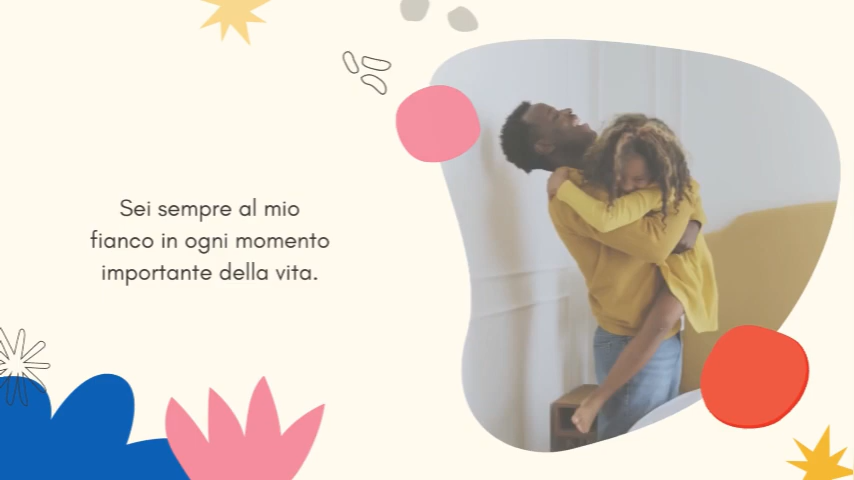 Sei sempre al mio
fianco in ogni momento
importante della vita.